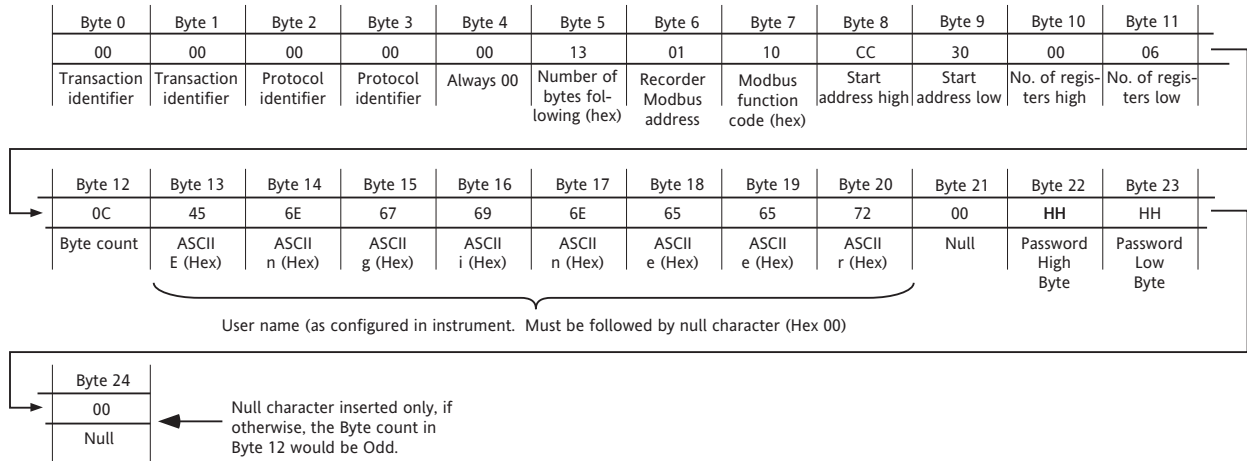 Byte 0 Byte 1 Byte 2 Byte 3 Byte 4 Byte 5 Byte 6 Byte 7 Byte 8 Byte 9 Byte 10 Byte 11
00 00 00 00 00 13 01 10 CC 30 00 06
Transaction identifier
Transaction identifier
Protocol identifier
Protocol identifier
Always 00
Number of bytes fol-
lowing (hex)
Recorder Modbus address
Modbus function code (hex)
Start address high
Start address low
No. of regis-
ters high
No. of regis-
ters low
Byte 12 Byte 13 Byte 14 Byte 15 Byte 16 Byte 17 Byte 18 Byte 19 Byte 20 Byte 21 Byte 22 Byte 23
0C 45 6E 67 69 6E 65 65 72 00 HH HH
Byte count
ASCII E (Hex)
ASCII n (Hex)
ASCII g (Hex)
ASCII i (Hex)
ASCII n (Hex)
ASCII e (Hex)
ASCII e (Hex)
ASCII r (Hex)
Null
Password High Byte
Password Low Byte
User name (as configured in instrument. Must be followed by null character (Hex 00)
Byte 24
00
Null
Null character inserted only, if
otherwise, the Byte count in
Byte 12 would be Odd.